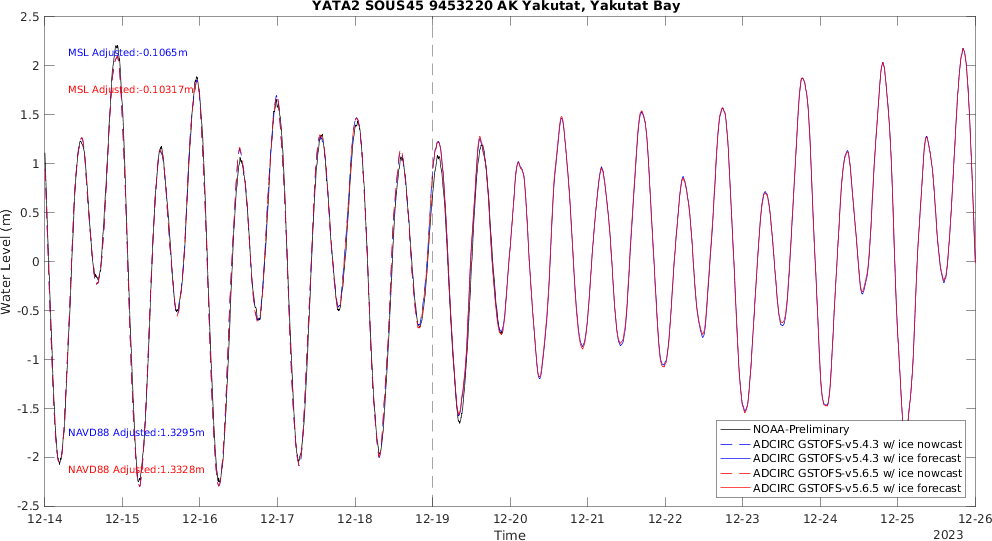 YATA2 SOUS45 9453220 AK Yakutat, Yakutat Bay
2.5
2
1.5
1
0.5
0
-0.5
-1
-1.5
-2
-2.5
Water Level (m)
MSL Adjusted:-0.1065m
MSL Adjusted:-0.10317m
NAVD88 Adjusted:1.3295m
NAVD88 Adjusted:1.3328m
NOAA-Preliminary
ADCIRC GSTOFS-v5.4.3 w/ ice nowcast
ADCIRC GSTOFS-v5.4.3 w/ ice forecast
ADCIRC GSTOFS-v5.6.5 w/ ice nowcast
ADCIRC GSTOFS-v5.6.5 w/ ice forecast
12-14 12-15 12-16 12-17 12-18 12-19 12-20 12-21 12-22 12-23 12-24 12-25 12-26
Time
2023